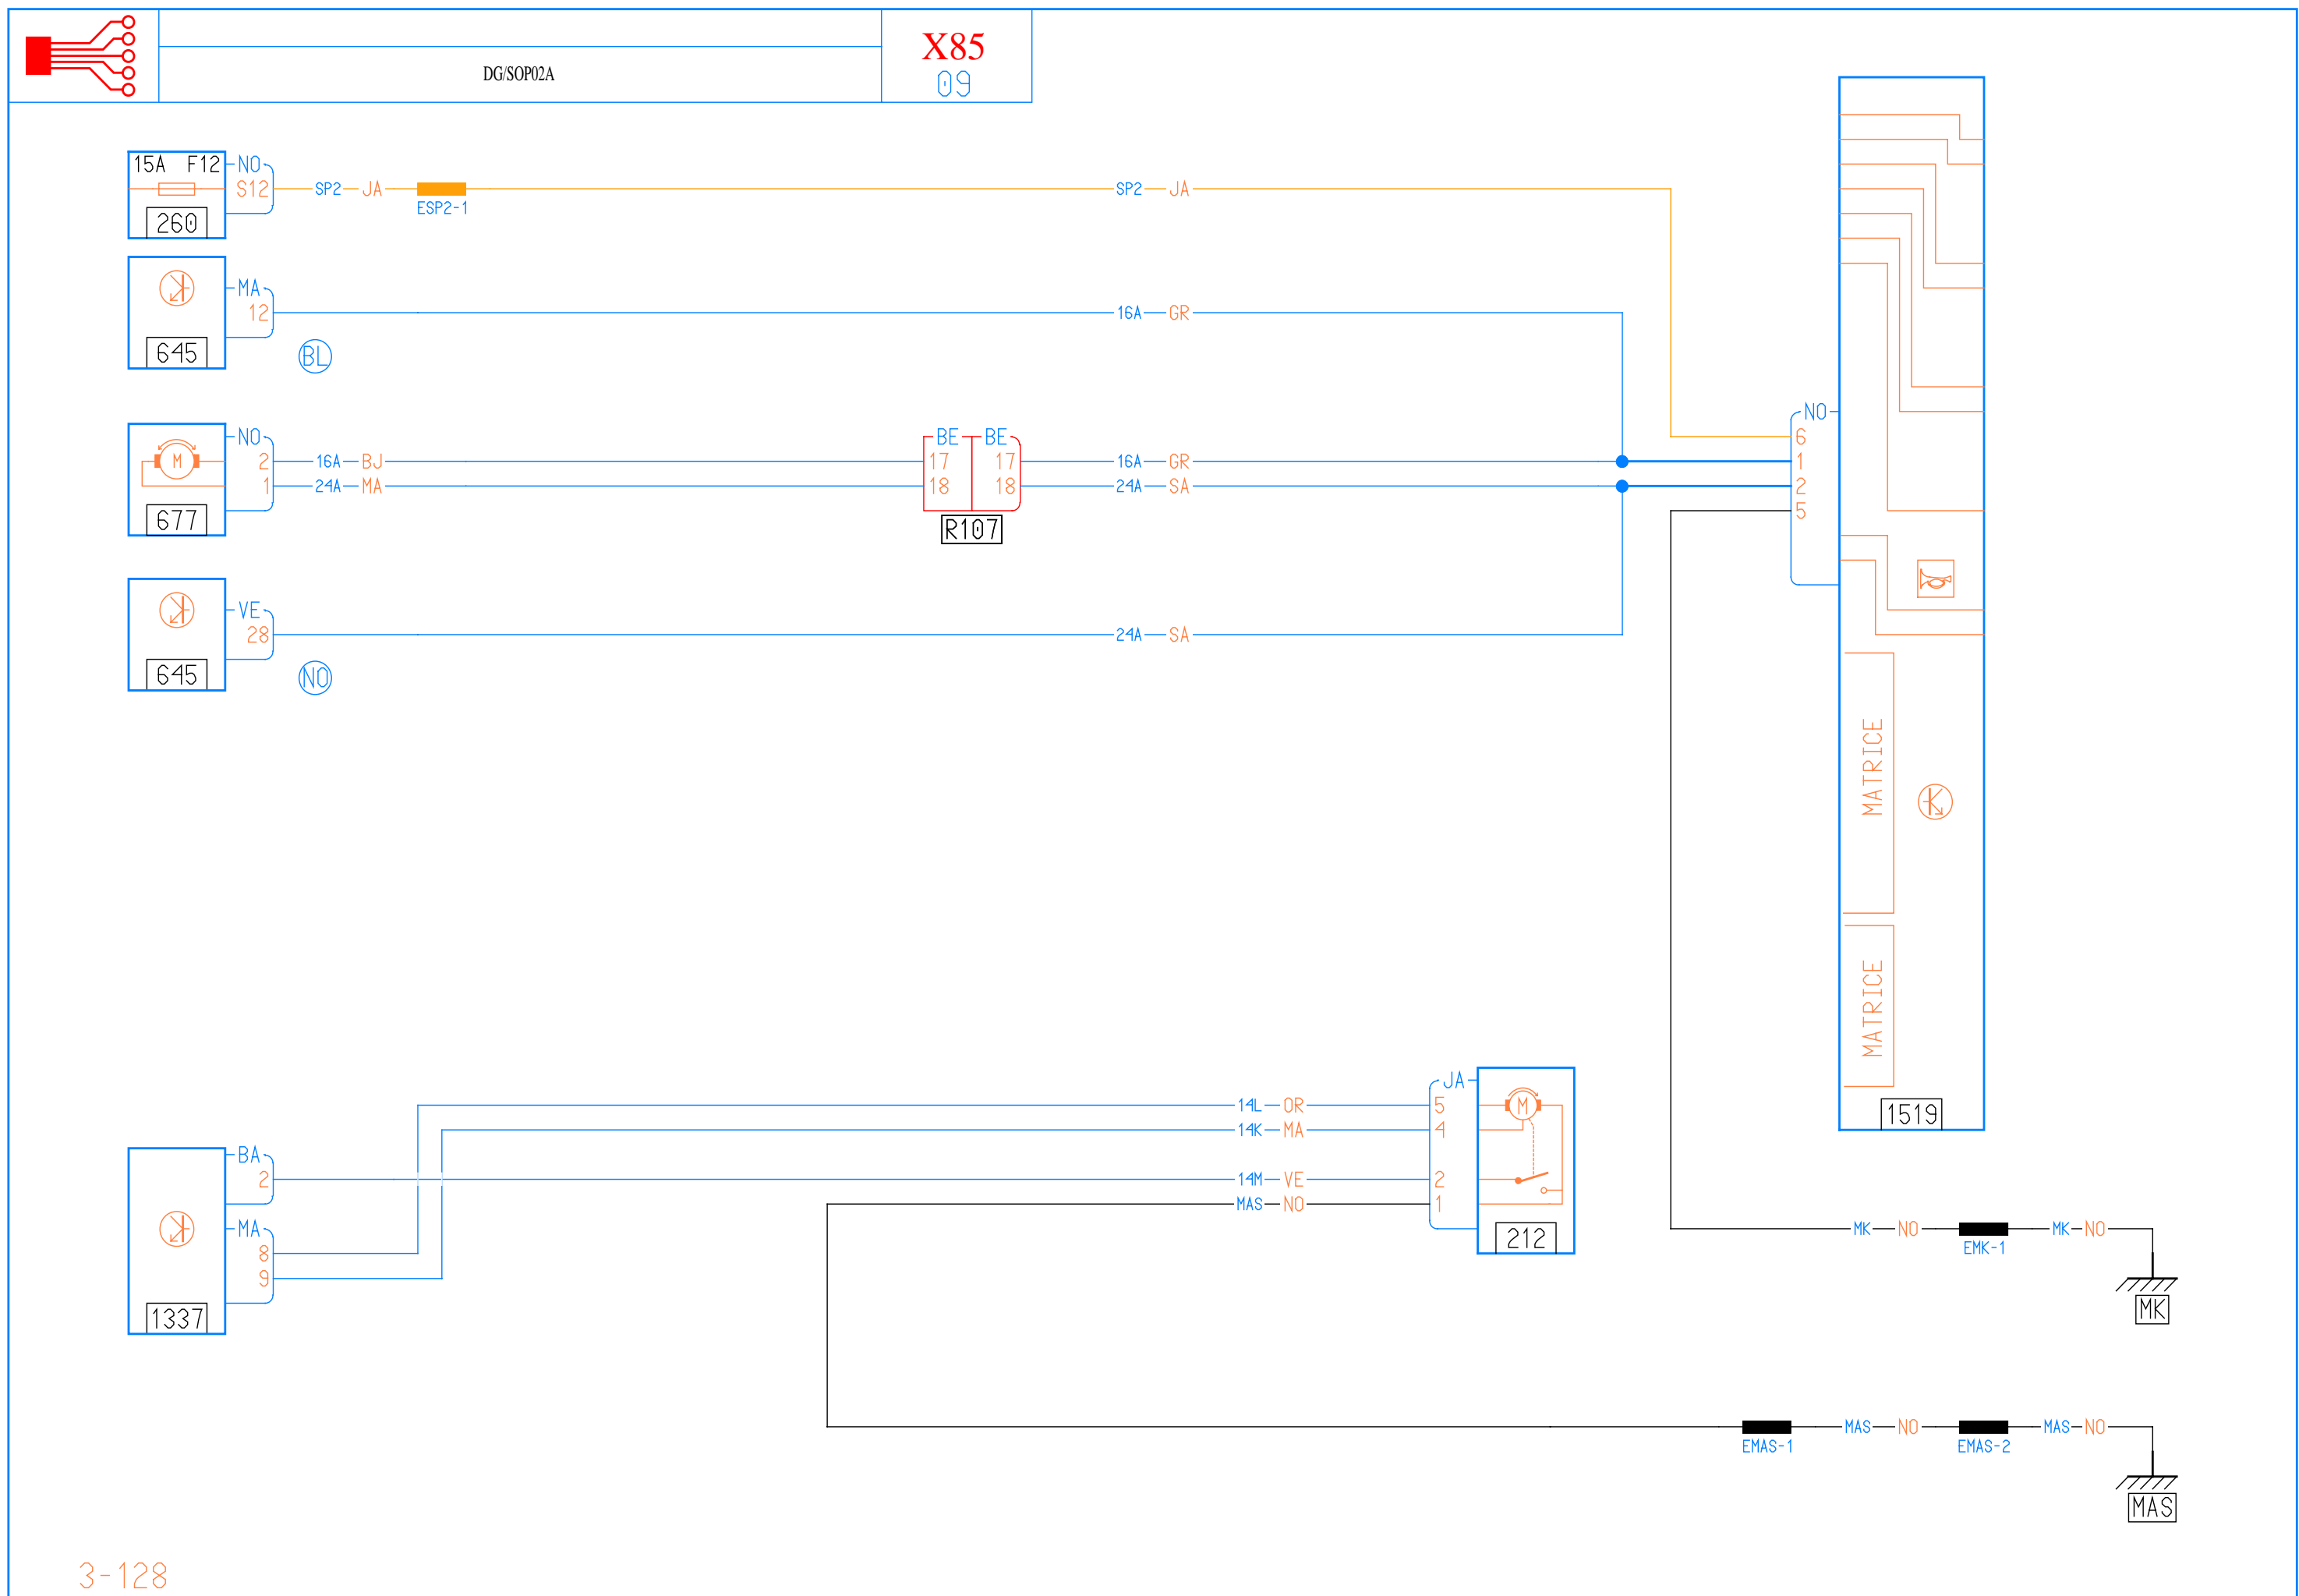 DG/SOP02A
X85
09
15A F12 NO
S12 SP2 JA SP2 JA
ESP2-1
260
MA
12 16A GR
645
BL
NO
NO BE BE 6
2 16A BJ 17 17 16A GR 1
1 24A MA 18 18 24A SA 2
5
677
R107
VE
28 24A SA
645
NO
MATRICE
MATRICE
JA
14L OR 5
14K MA 4
1519
BA
2 14M VE 2
MAS NO 1
MA
8
9
212
1337
MK NO MK NO
EMK-1
MK
MAS NO MAS NO
EMAS-1 EMAS-2
MAS
M
M
3-128